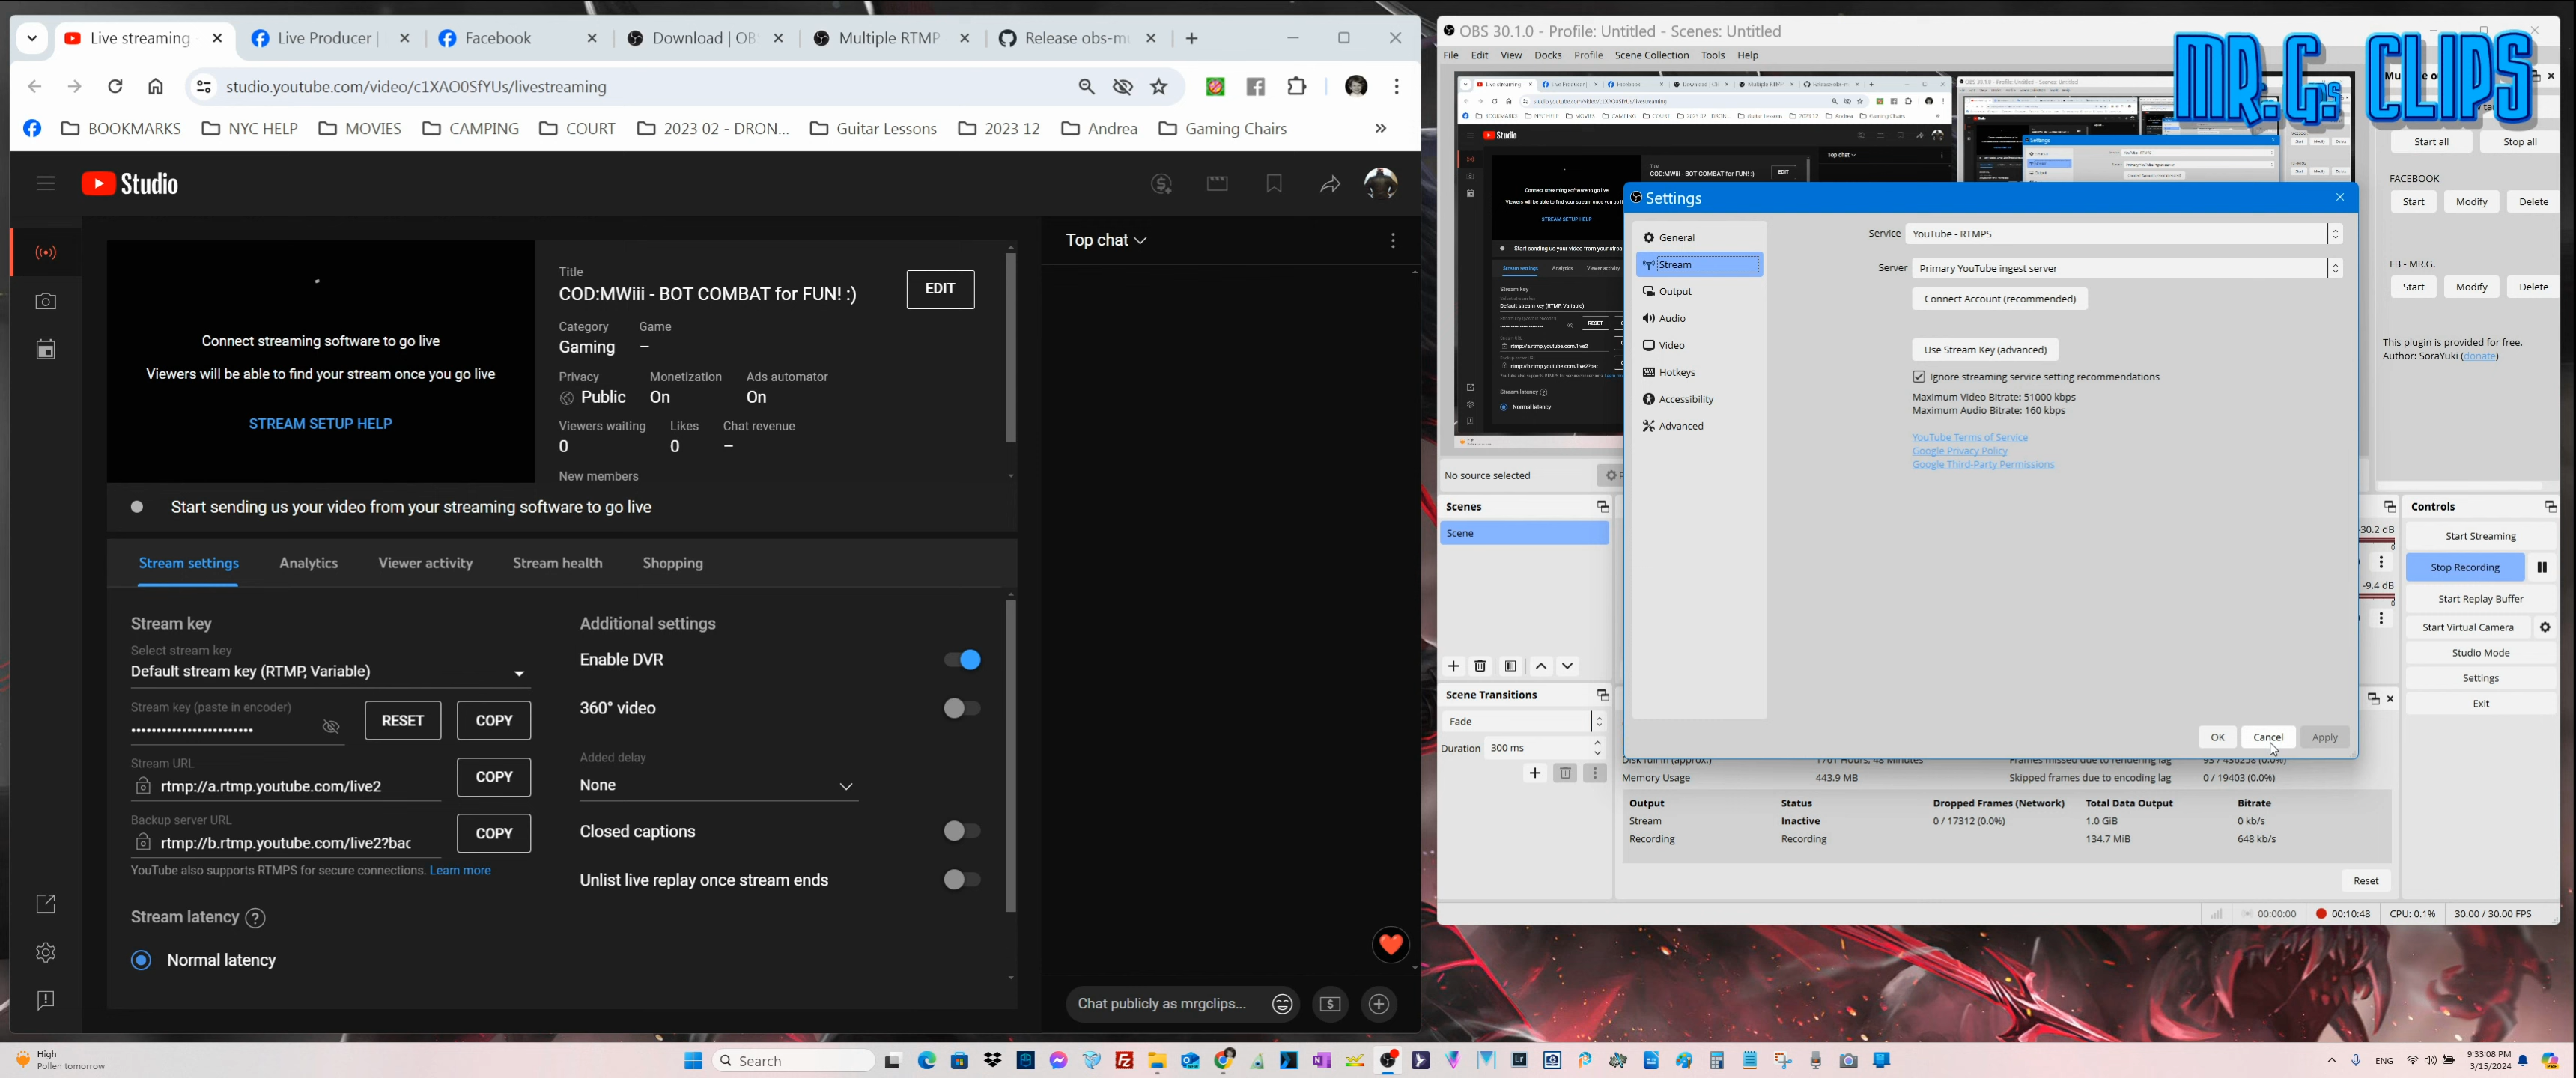 Live streaming
Live Producer |
Facebook
Download | OB
Multiple RTMP
Release obs-m
studio.youtube.com/video/c1XAO0SfYUs/livestreaming
BOOKMARKS
NYC HELP
MOVIES
CAMPING
COURT
2023 02 - DRON...
Guitar Lessons
2023 12
Andrea
Gaming Chairs
»
Studio
Connect streaming software to go live
Viewers will be able to find your stream once you go live
STREAM SETUP HELP
Title
COD:MWiii - BOT COMBAT for FUN! :)
EDIT
Category Game
Gaming –
Privacy Monetization Ads automator
Public On On
Viewers waiting Likes Chat revenue
0 0 –
New members
Start sending us your video from your streaming software to go live
Stream settings Analytics Viewer activity Stream health Shopping
Stream key
Select stream key
Default stream key (RTMP, Variable)
Stream key (paste in encoder)
RESET COPY
Stream URL
rtmp://a.rtmp.youtube.com/live2
COPY
Backup server URL
rtmp://b.rtmp.youtube.com/live2?bac
COPY
YouTube also supports RTMPS for secure connections. Learn more
Stream latency
Normal latency
Additional settings
Enable DVR
360° video
Added delay
None
Closed captions
Unlist live replay once stream ends
Top chat
Chat publicly as mrgclips...
OBS 30.1.0 - Profile: Untitled - Scenes: Untitled
File Edit View Docks Profile Scene Collection Tools Help
MR.G's CLIPS
Start all Stop all
FACEBOOK
Start Modify Delete
FB - MR.G.
Start Modify Delete
This plugin is provided for free.
Author: SoraYuki (donate)
Settings
General
Stream
Output
Audio
Video
Hotkeys
Accessibility
Advanced
Service YouTube - RTMPS
Server Primary YouTube ingest server
Connect Account (recommended)
Use Stream Key (advanced)
Ignore streaming service setting recommendations
Maximum Video Bitrate: 51000 kbps
Maximum Audio Bitrate: 160 kbps
YouTube Terms of Service
Google Privacy Policy
Google Third-Party Permissions
OK Cancel Apply
No source selected
Scenes
Scene
Scene Transitions
Fade
Duration 300 ms
-30.2 dB
-9.4 dB
Controls
Start Streaming
Stop Recording
Start Replay Buffer
Start Virtual Camera
Studio Mode
Settings
Exit
Memory Usage 443.9 MB Skipped frames due to encoding lag 0 / 19403 (0.0%)
Output Status Dropped Frames (Network) Total Data Output Bitrate
Stream Inactive 0 / 17312 (0.0%) 1.0 GiB 0 kb/s
Recording Recording 134.7 MiB 648 kb/s
Reset
00:00:00 00:10:48 CPU: 0.1% 30.00 / 30.00 FPS
High
Pollen tomorrow
Search
ENG
9:33:08 PM
3/15/2024